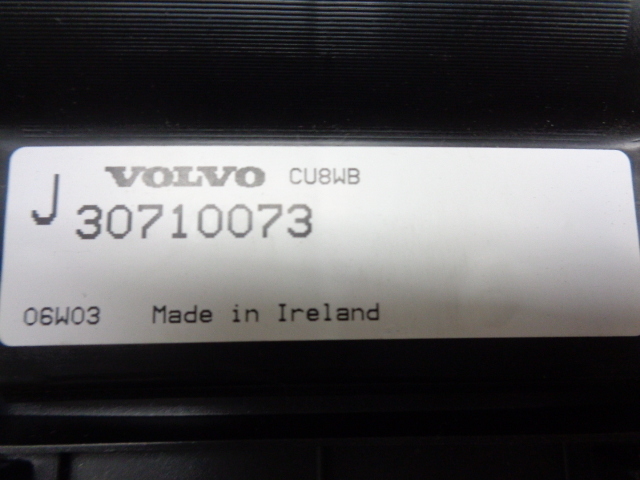 VOLVO CU8WB
J 30710073
06W03 Made in Ireland